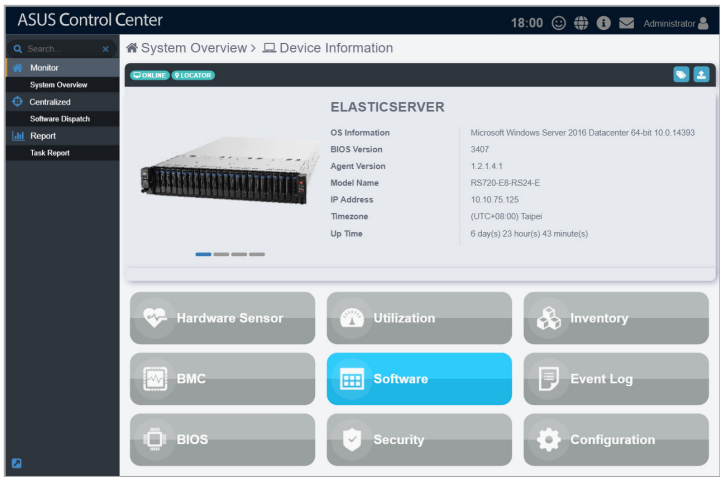 ASUS Control Center
18:00
Administrator
Search...
System Overview > Device Information
Monitor
System Overview
Centralized
Software Dispatch
Report
Task Report
ONLINE
LOCATOR
ELASTICSERVER
OS Information Microsoft Windows Server 2016 Datacenter 64-bit 10.0.14393
BIOS Version 3407
Agent Version 1.2.1.4.1
Model Name RS720-E8-RS24-E
IP Address 10.10.75.125
Timezone (UTC+08:00) Taipei
Up Time 6 day(s) 23 hour(s) 43 minute(s)
Hardware Sensor
Utilization
Inventory
BMC
Software
Event Log
BIOS
Security
Configuration